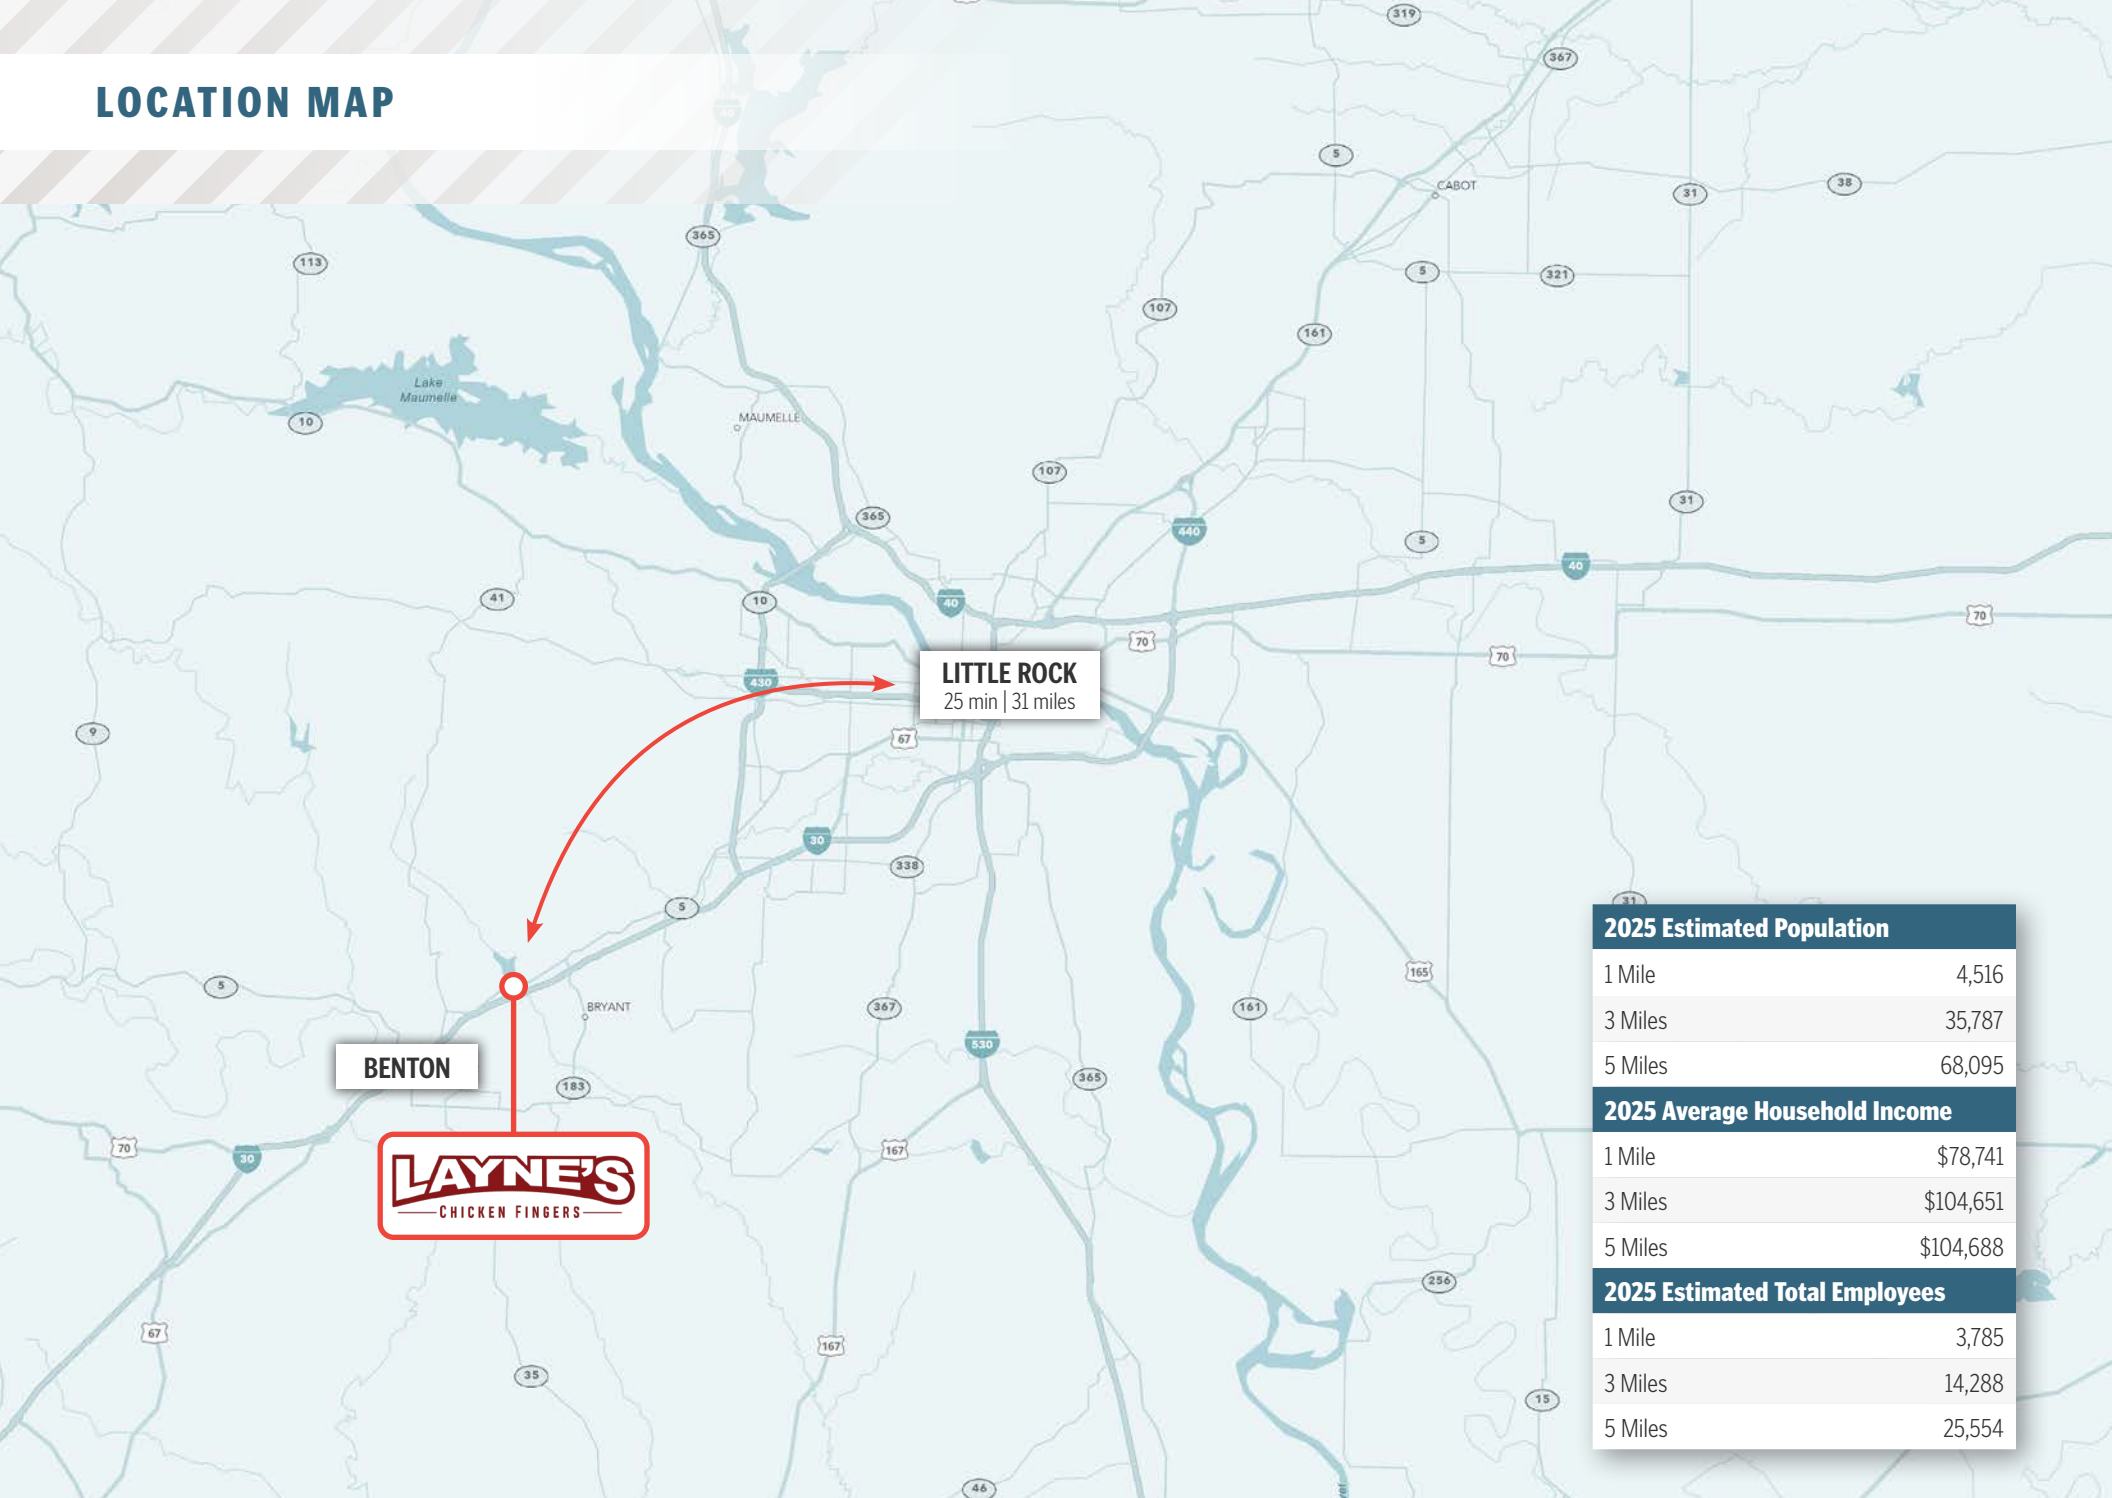 LOCATION MAP
319
367
40
5
CABOT
31
38
365
113
5
321
107
161
Lake
Maumelle
10
MAUMELLE
107
31
365
440
5
40
41
10
40
70
70
70
LITTLE ROCK
25 min | 31 miles
430
9
67
30
338
5
31
165
5
BRYANT
367
161
530
BENTON
183
365
70
30
167
LAYNE'S
CHICKEN FINGERS
256
67
167
35
15
46
2025 Estimated Population
1 Mile 4,516
3 Miles 35,787
5 Miles 68,095
2025 Average Household Income
1 Mile $78,741
3 Miles $104,651
5 Miles $104,688
2025 Estimated Total Employees
1 Mile 3,785
3 Miles 14,288
5 Miles 25,554